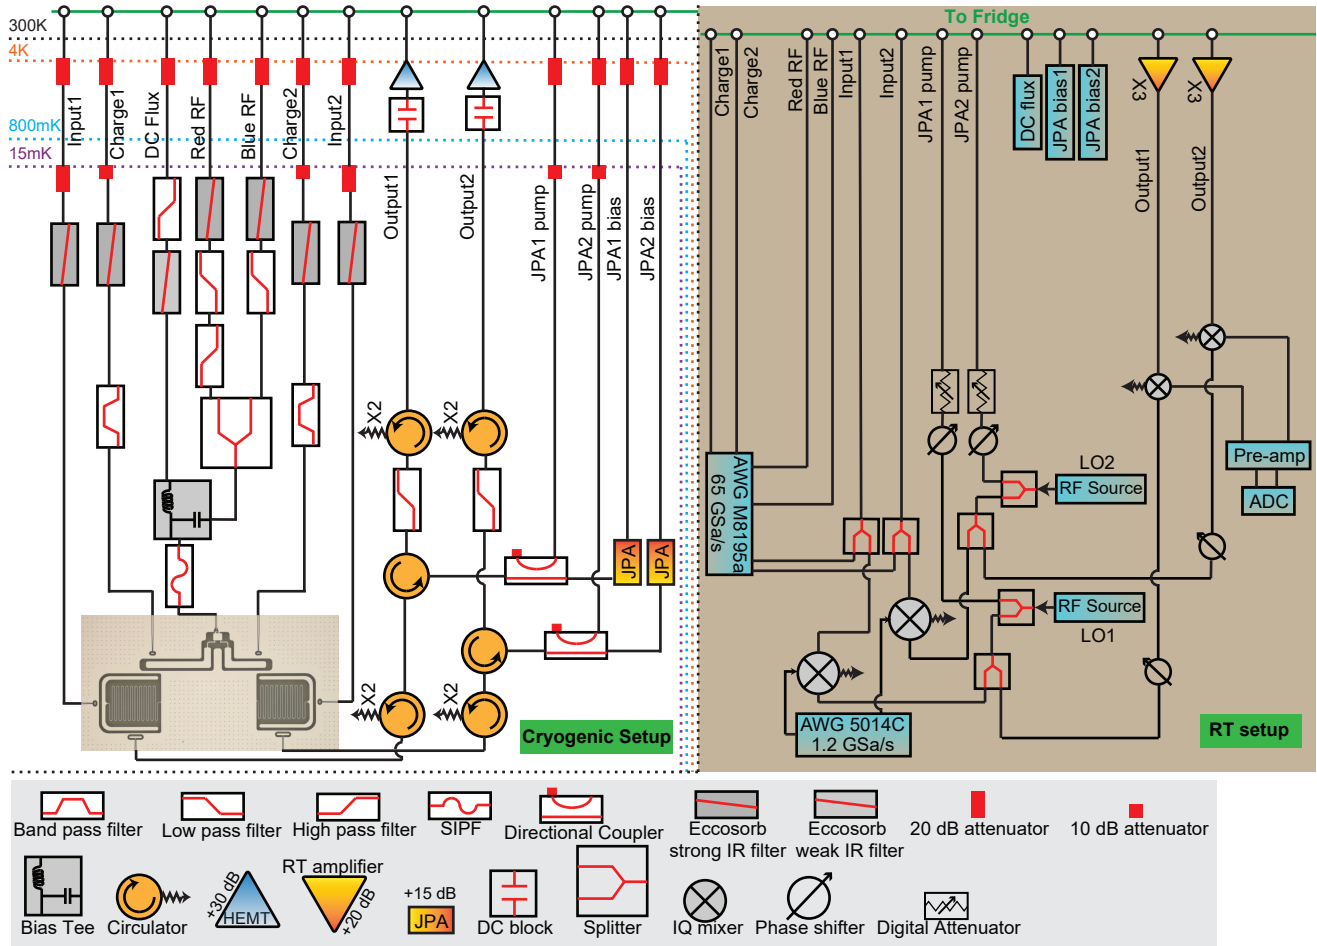 300K
4K
800mK
15mK
Input1
Charge1
DC Flux
Red RF
Blue RF
Charge2
Input2
Output1
Output2
JPA1 pump
JPA2 pump
JPA1 bias
JPA2 bias
X2
X2
JPA
JPA
X2
X2
Cryogenic Setup
To Fridge
Charge1
Charge2
Red RF
Blue RF
Input1
Input2
JPA1 pump
JPA2 pump
DC flux
JPA bias1
JPA bias2
X3
X3
Output1
Output2
AWG M8195a
65 GSa/s
LO2
RF Source
Pre-amp
ADC
RF Source
LO1
AWG 5014C
1.2 GSa/s
RT setup
Band pass filter
Low pass filter
High pass filter
SIPF
Directional Coupler
Eccosorb
strong IR filter
Eccosorb
weak IR filter
20 dB attenuator
10 dB attenuator
Bias Tee
Circulator
+30 dB
HEMT
RT amplifier
+20 dB
+15 dB
JPA
DC block
Splitter
IQ mixer
Phase shifter
Digital Attenuator